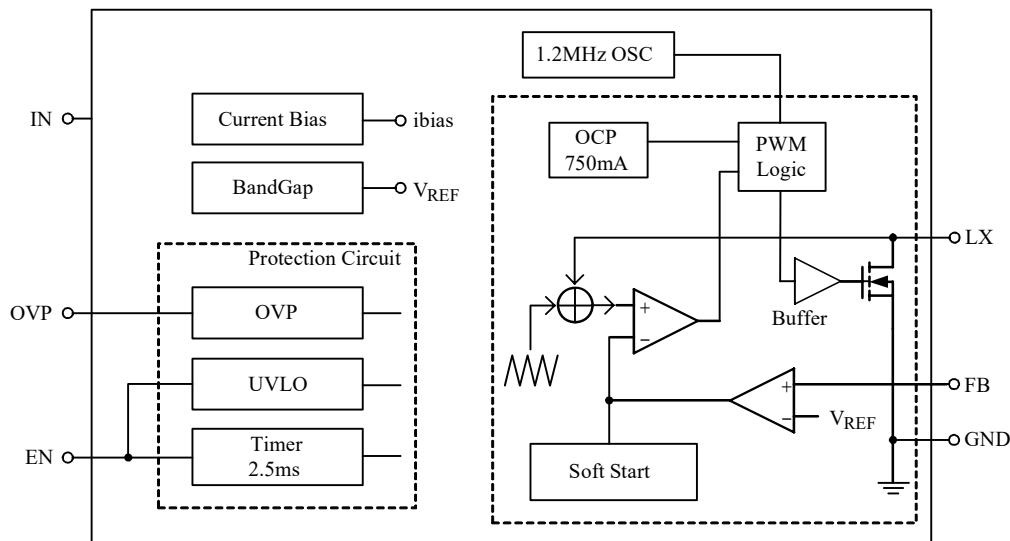 1.2MHz OSC
IN
Current Bias
ibias
OCP
750mA
PWM
Logic
BandGap
VREF
LX
Protection Circuit
OVP
OVP
+
−
Buffer
UVLO
+
−
VREF
FB
GND
EN
Timer
2.5ms
Soft Start